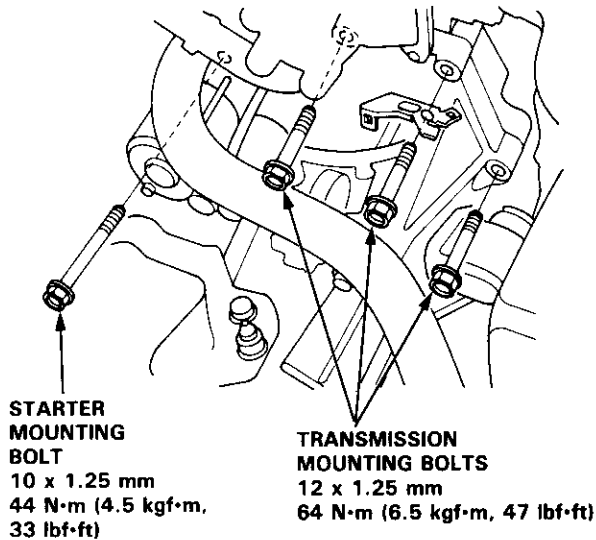 STARTER
MOUNTING
BOLT
10 x 1.25 mm
44 N·m (4.5 kgf·m,
33 lbf·ft)
TRANSMISSION
MOUNTING BOLTS
12 x 1.25 mm
64 N·m (6.5 kgf·m, 47 lbf·ft)